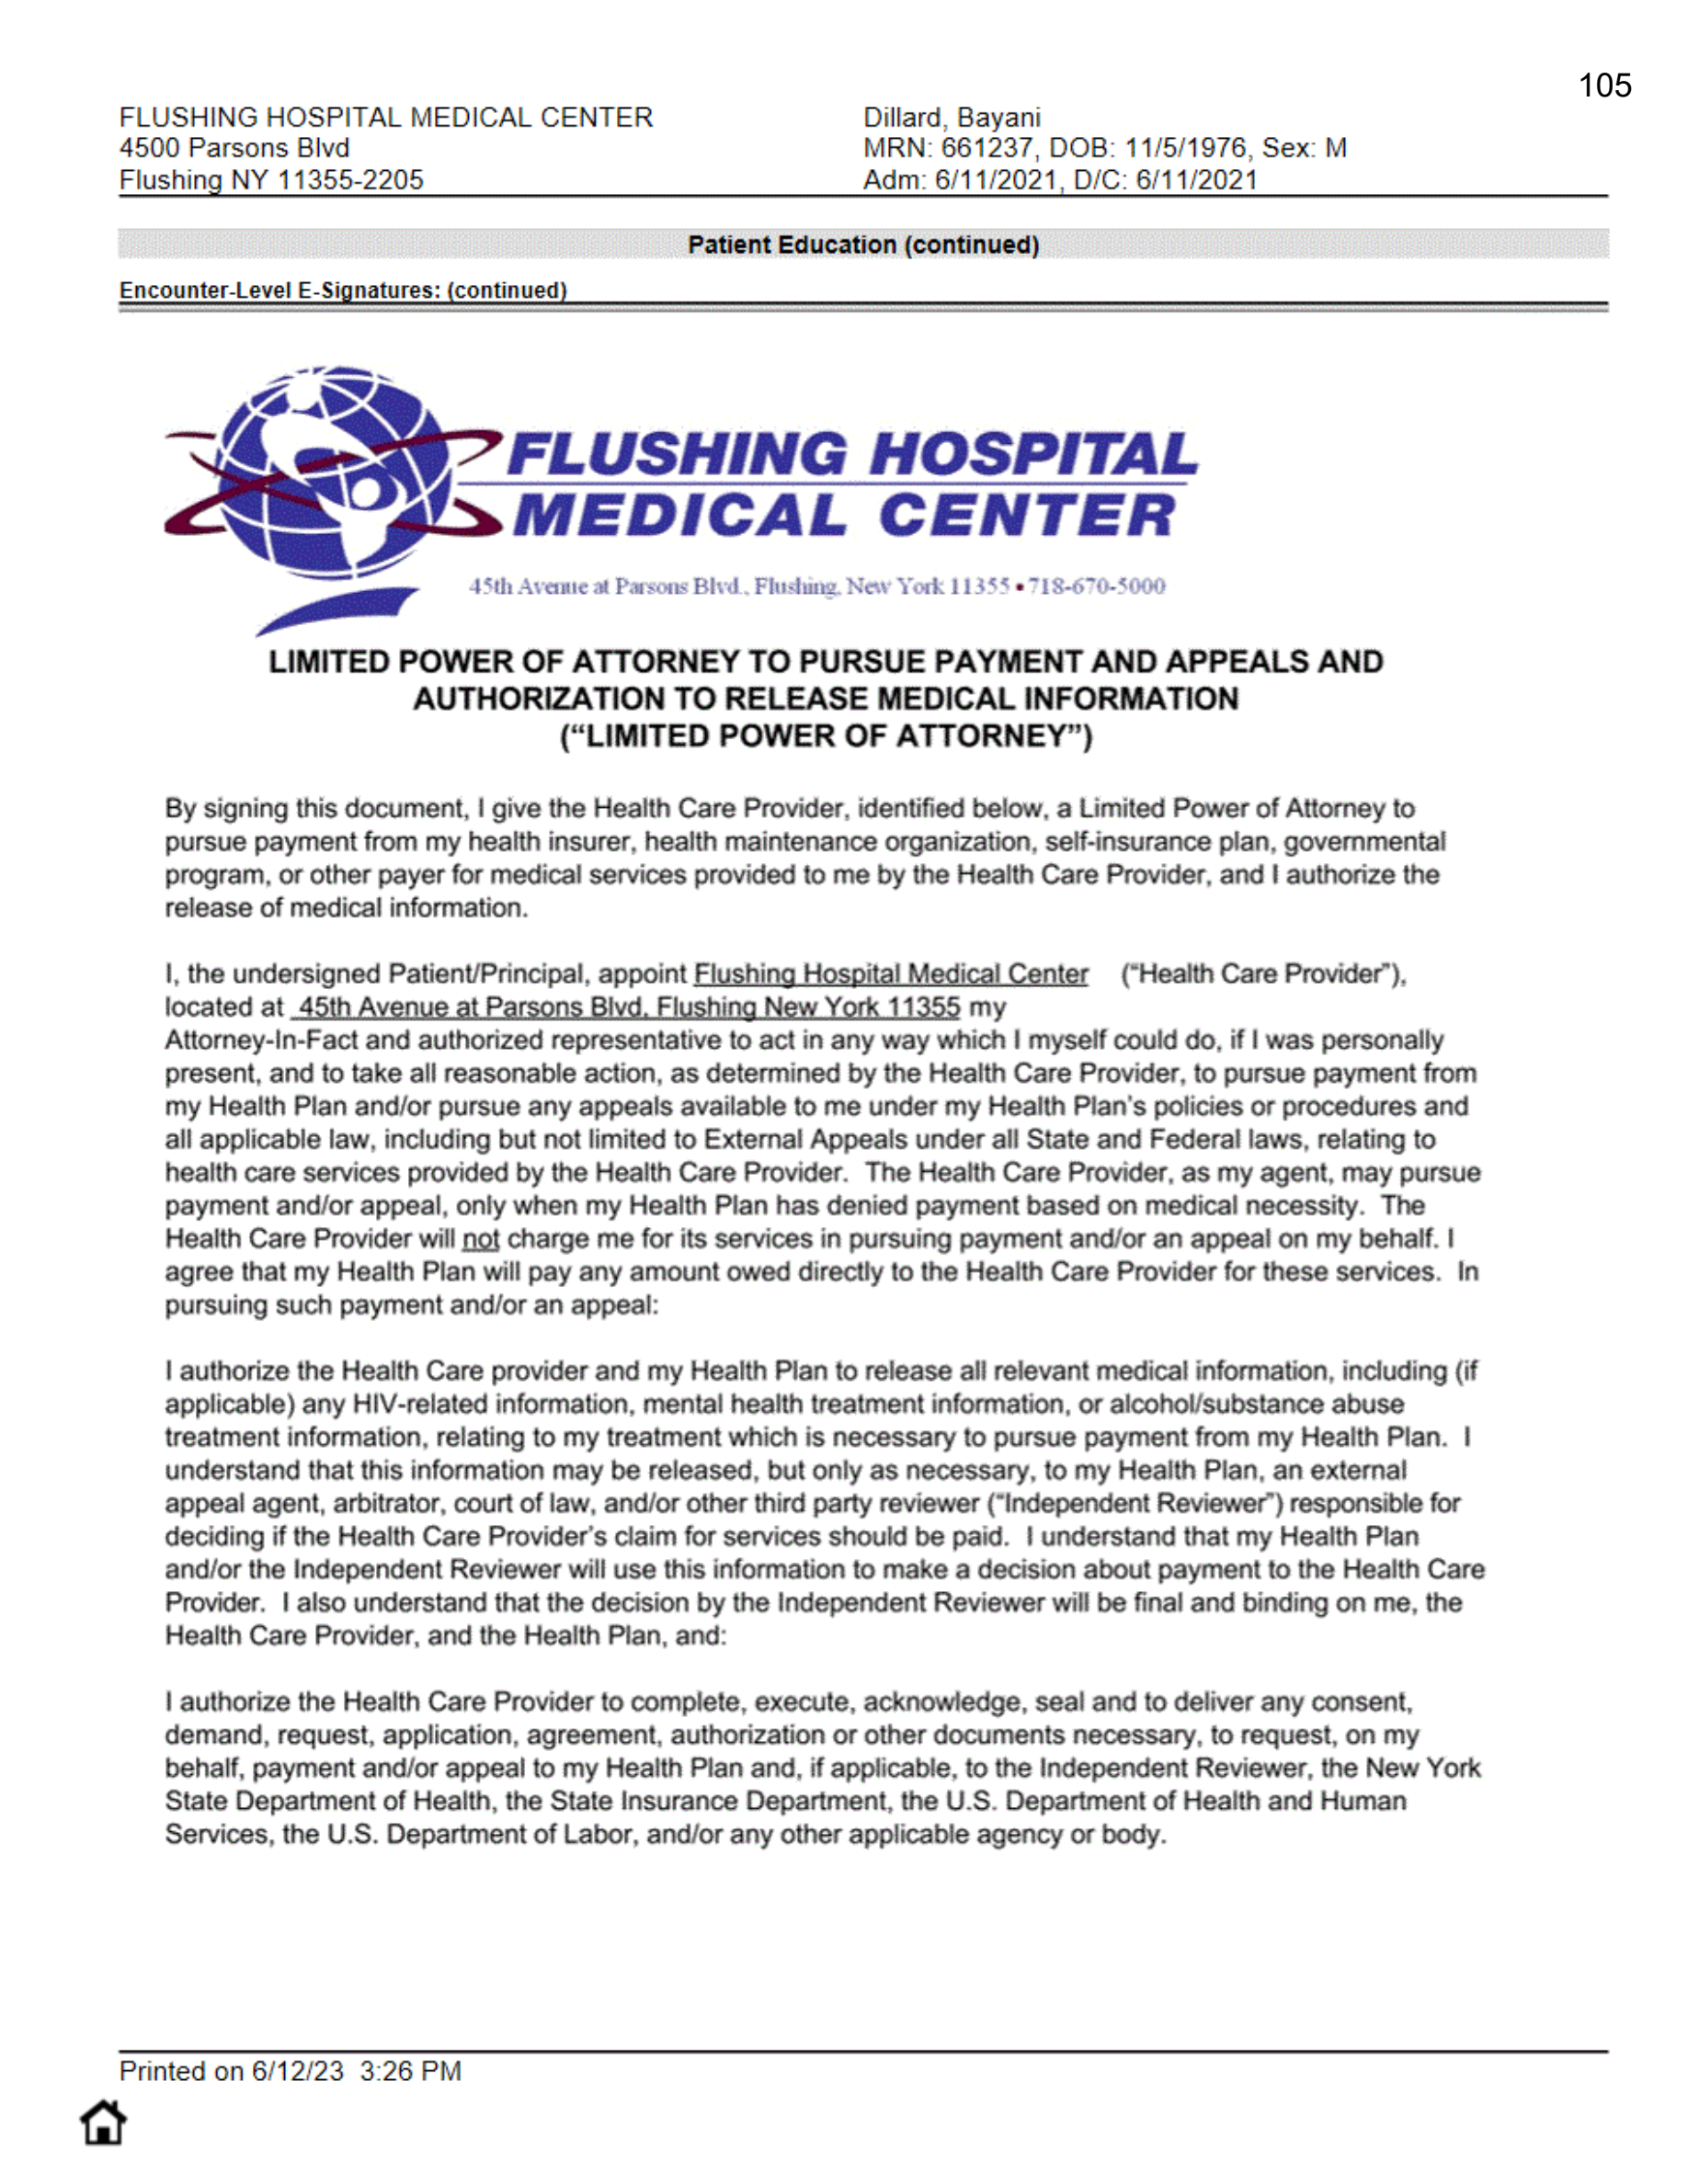 105
FLUSHING HOSPITAL MEDICAL CENTER
4500 Parsons Blvd
Flushing NY 11355-2205
Dillard, Bayani
MRN: 661237, DOB: 11/5/1976, Sex: M
Adm: 6/11/2021, D/C: 6/11/2021
Patient Education (continued)
Encounter-Level E-Signatures: (continued)
FLUSHING HOSPITAL
MEDICAL CENTER
45th Avenue at Parsons Blvd., Flushing, New York 11355 • 718-670-5000
LIMITED POWER OF ATTORNEY TO PURSUE PAYMENT AND APPEALS AND
AUTHORIZATION TO RELEASE MEDICAL INFORMATION
(“LIMITED POWER OF ATTORNEY”)
By signing this document, I give the Health Care Provider, identified below, a Limited Power of Attorney to
pursue payment from my health insurer, health maintenance organization, self-insurance plan, governmental
program, or other payer for medical services provided to me by the Health Care Provider, and I authorize the
release of medical information.
I, the undersigned Patient/Principal, appoint Flushing Hospital Medical Center (“Health Care Provider”),
located at 45th Avenue at Parsons Blvd, Flushing New York 11355 my
Attorney-In-Fact and authorized representative to act in any way which I myself could do, if I was personally
present, and to take all reasonable action, as determined by the Health Care Provider, to pursue payment from
my Health Plan and/or pursue any appeals available to me under my Health Plan’s policies or procedures and
all applicable law, including but not limited to External Appeals under all State and Federal laws, relating to
health care services provided by the Health Care Provider. The Health Care Provider, as my agent, may pursue
payment and/or appeal, only when my Health Plan has denied payment based on medical necessity. The
Health Care Provider will not charge me for its services in pursuing payment and/or an appeal on my behalf. I
agree that my Health Plan will pay any amount owed directly to the Health Care Provider for these services. In
pursuing such payment and/or an appeal:
I authorize the Health Care provider and my Health Plan to release all relevant medical information, including (if
applicable) any HIV-related information, mental health treatment information, or alcohol/substance abuse
treatment information, relating to my treatment which is necessary to pursue payment from my Health Plan. I
understand that this information may be released, but only as necessary, to my Health Plan, an external
appeal agent, arbitrator, court of law, and/or other third party reviewer (“Independent Reviewer”) responsible for
deciding if the Health Care Provider’s claim for services should be paid. I understand that my Health Plan
and/or the Independent Reviewer will use this information to make a decision about payment to the Health Care
Provider. I also understand that the decision by the Independent Reviewer will be final and binding on me, the
Health Care Provider, and the Health Plan, and:
I authorize the Health Care Provider to complete, execute, acknowledge, seal and to deliver any consent,
demand, request, application, agreement, authorization or other documents necessary, to request, on my
behalf, payment and/or appeal to my Health Plan and, if applicable, to the Independent Reviewer, the New York
State Department of Health, the State Insurance Department, the U.S. Department of Health and Human
Services, the U.S. Department of Labor, and/or any other applicable agency or body.
Printed on 6/12/23 3:26 PM